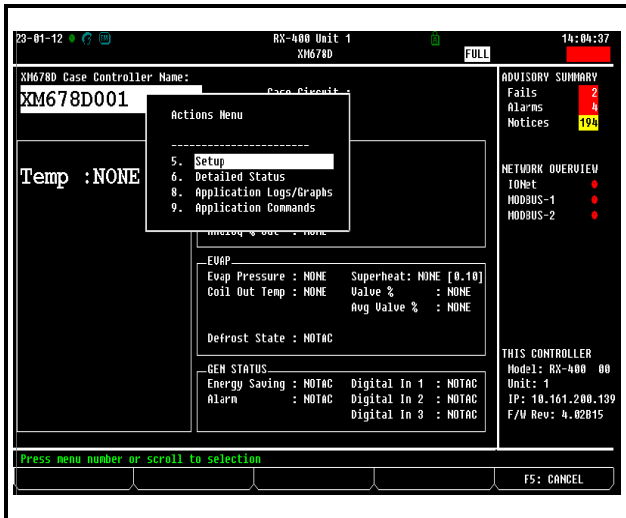 23-01-12 RX-400 Unit 1 14:04:37
XM678D FULL
XM678D Case Controller Name:
XM678D001
Case Circuit :
Actions Menu
------------------------
5. Setup
6. Detailed Status
8. Application Logs/Graphs
9. Application Commands
Temp :NONE
Analog % Out : NONE
EVAP
Evap Pressure : NONE Superheat: NONE [0.10]
Coil Out Temp : NONE Valve % : NONE
Avg Valve % : NONE
Defrost State : NOTAC
GEN STATUS
Energy Saving : NOTAC Digital In 1 : NOTAC
Alarm : NOTAC Digital In 2 : NOTAC
Digital In 3 : NOTAC
ADVISORY SUMMARY
Fails 2
Alarms 4
Notices 194
NETWORK OVERVIEW
IONet
MODBUS-1
MODBUS-2
THIS CONTROLLER
Model: RX-400 00
Unit: 1
IP: 10.161.200.139
F/W Rev: 4.02B15
Press menu number or scroll to selection
F5: CANCEL